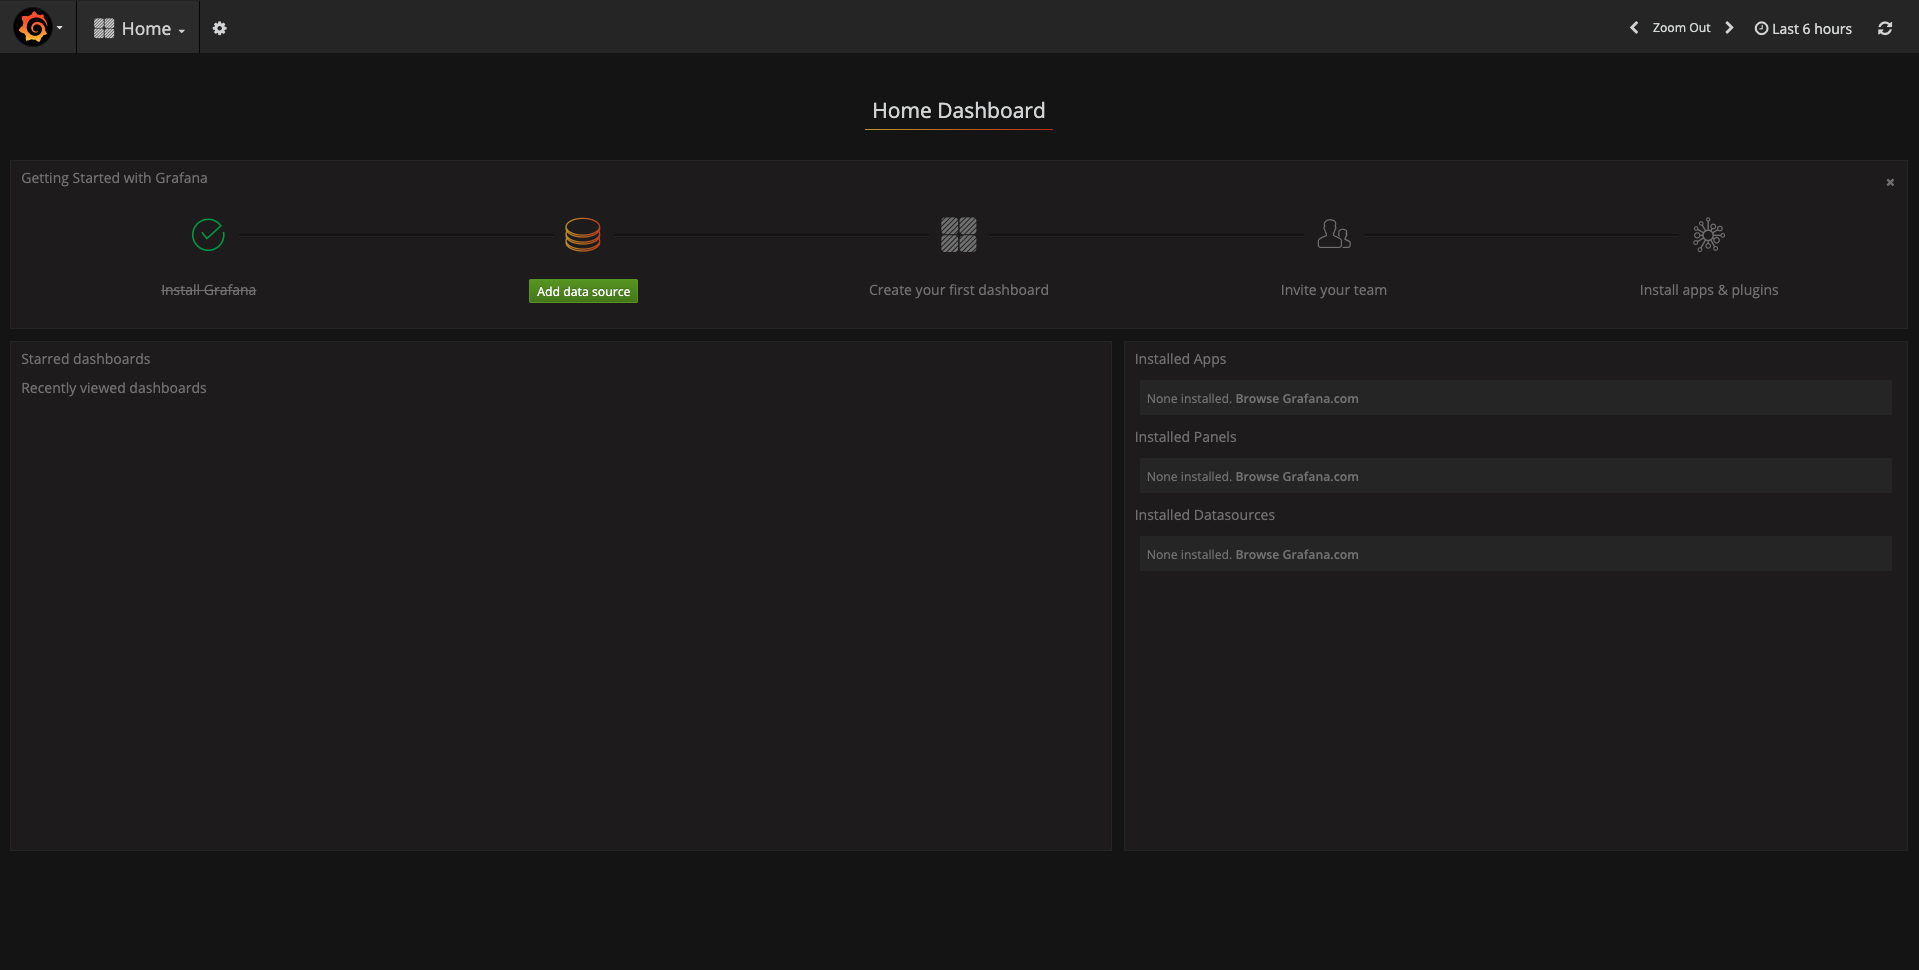 Home
Zoom Out
Last 6 hours
Home Dashboard
Getting Started with Grafana
Install Grafana
Add data source
Create your first dashboard
Invite your team
Install apps & plugins
Starred dashboards
Recently viewed dashboards
Installed Apps
None installed. Browse Grafana.com
Installed Panels
None installed. Browse Grafana.com
Installed Datasources
None installed. Browse Grafana.com